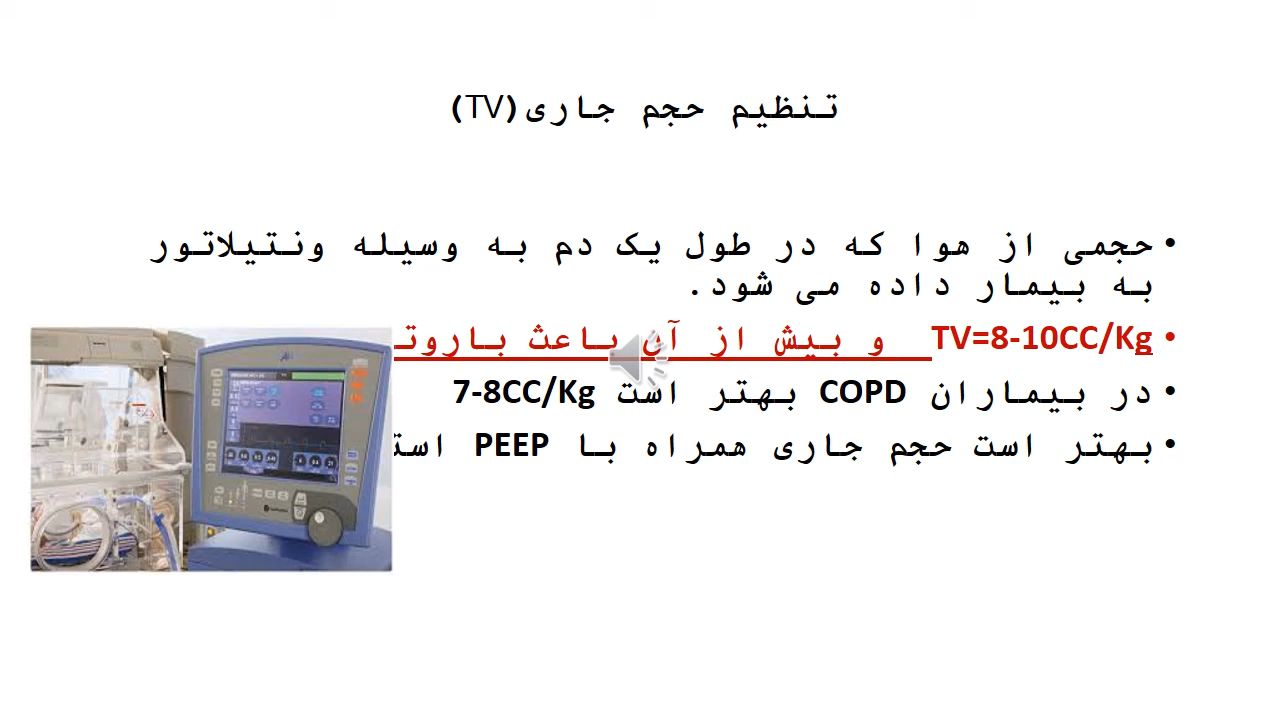 تنظیم حجم جاری(TV)
حجمی از هوا که در طول یک دم به وسیله ونتیلاتور
به بیمار داده می شود.
TV=8-10CC/Kg و بیش از آن باعث
در بیماران COPD بهتر است 7-8CC/Kg
بهتر است حجم جاری همراه با PEEP